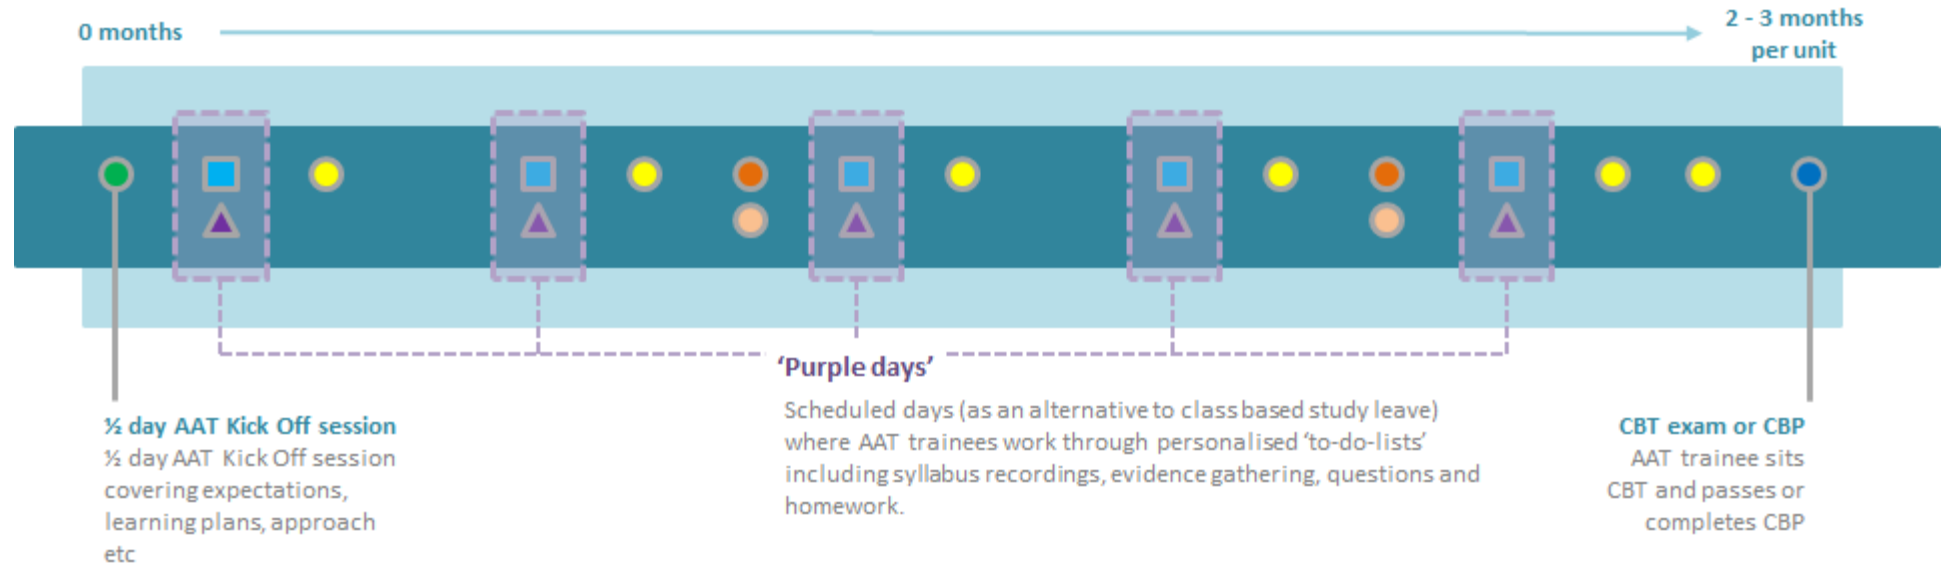 0 months
2 - 3 months
per unit
‘Purple days’
½ day AAT Kick Off session
½ day AAT Kick Off session
covering expectations,
learning plans, approach
etc
Scheduled days (as an alternative to class based study leave)
where AAT trainees work through personalised ‘to-do-lists’
including syllabus recordings, evidence gathering, questions and
homework.
CBT exam or CBP
AAT trainee sits
CBT and passes or
completes CBP